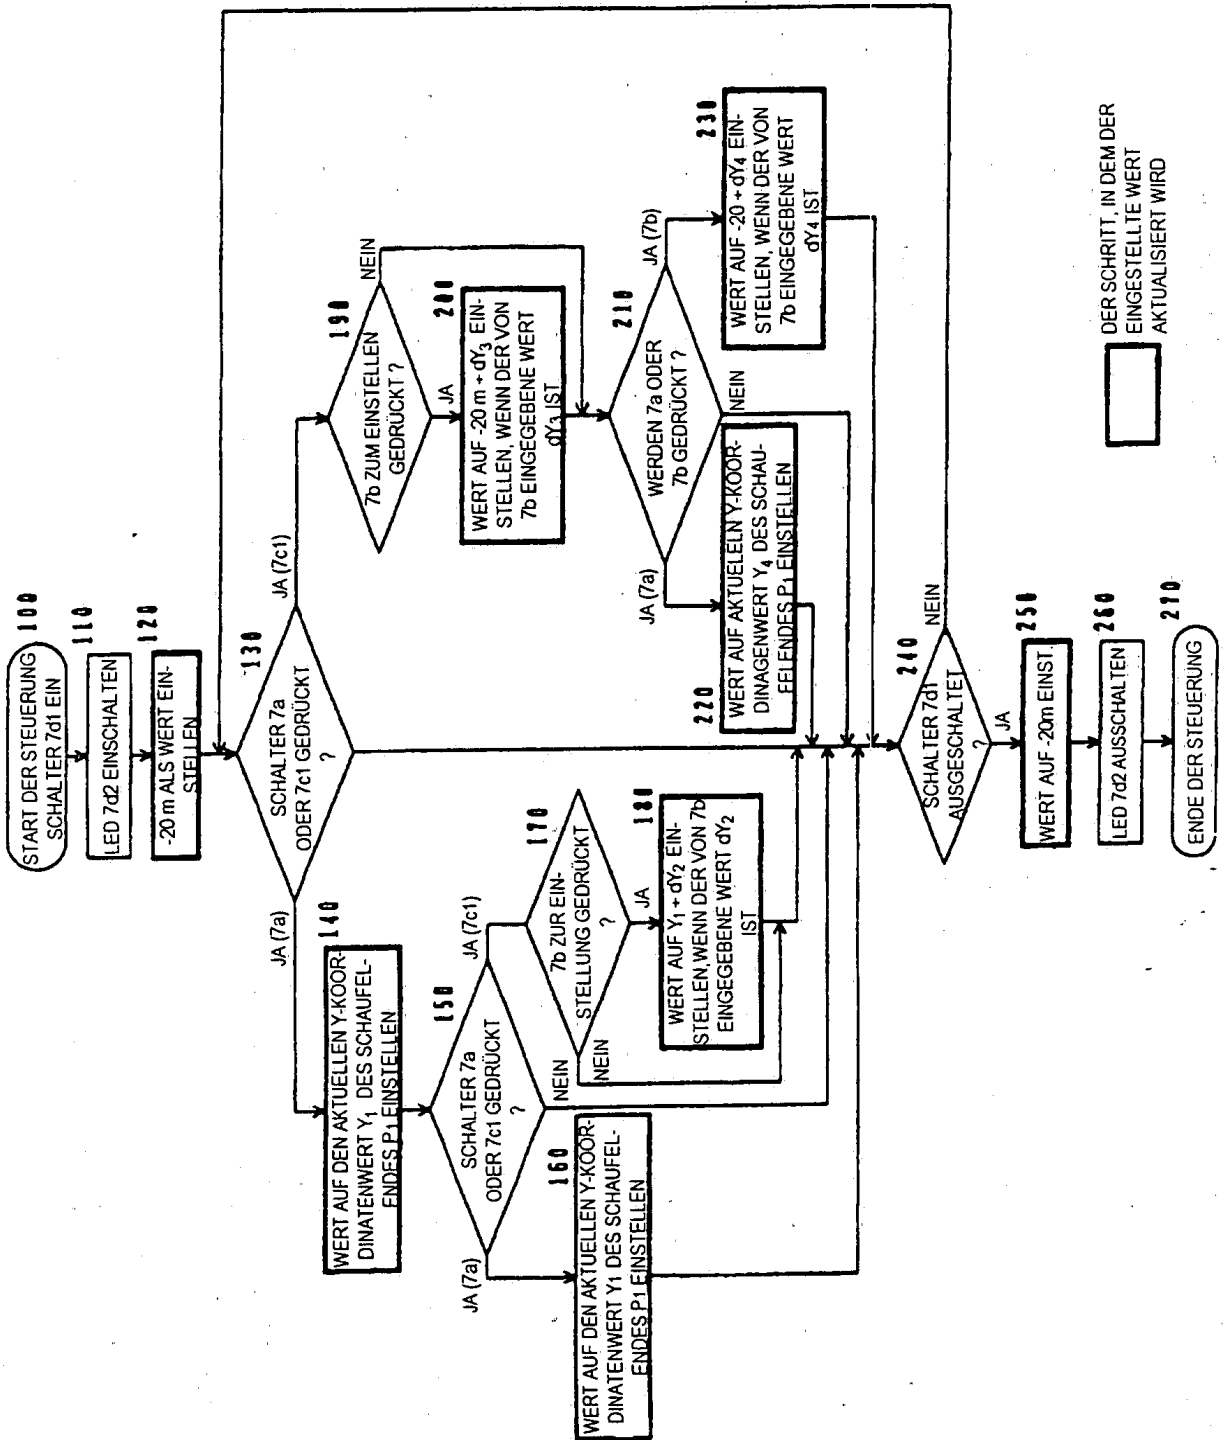 START DER STEUERUNG
SCHALTER 7d1 EIN
100
LED 7d2 EINSCHALTEN
110
-20 m ALS WERT EIN-
STELLEN
120
SCHALTER 7a
ODER 7c1 GEDRÜCKT
?
130
JA (7a)
JA (7c1)
140
WERT AUF DEN AKTUELLEN Y-KOOR-
DINATENWERT Y1 DES SCHAUFEL-
ENDES P1 EINSTELLEN
150
SCHALTER 7a
ODER 7c1 GEDRÜCKT
?
JA (7a)
JA (7c1)
NEIN
160
WERT AUF DEN AKTUELLEN Y-KOOR-
DINATENWERT Y1 DES SCHAUFEL-
ENDES P1 EINSTELLEN
170
7b ZUR EIN-
STELLUNG GEDRÜCKT
?
NEIN
JA
180
WERT AUF Y1 + dY2 EIN-
STELLEN,WENN DER VON 7b
EINGEGEBENE WERT dY2
IST
190
7b ZUM EINSTELLEN
GEDRÜCKT ?
NEIN
JA
200
WERT AUF -20 m + dY3 EIN-
STELLEN, WENN DER VON
7b EINGEGEBENE WERT
dY3 IST
210
WERDEN 7a ODER
7b GEDRÜCKT ?
JA (7a)
JA (7b)
NEIN
220
WERT AUF AKTUELELN Y-KOOR-
DINAGENWERT Y4 DES SCHAU-
FELENDES P1 EINSTELLEN
230
WERT AUF -20 + dY4 EIN-
STELLEN, WENN DER VON
7b EINGEGEBENE WERT
dY4 IST
240
SCHALTER 7d1
AUSGESCHALTET
?
NEIN
JA
250
WERT AUF -20m EINST.
260
LED 7d2 AUSSCHALTEN
270
ENDE DER STEUERUNG
DER SCHRITT, IN DEM DER
EINGESTELLTE WERT
AKTUALISIERT WIRD